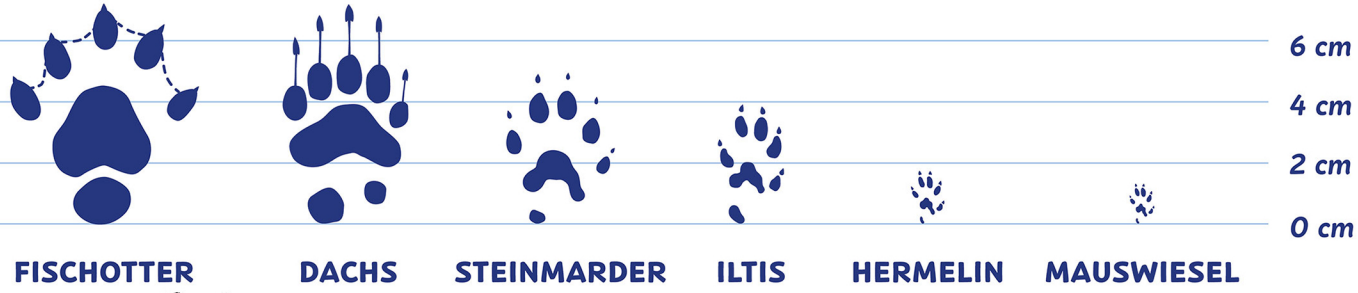 6 cm
4 cm
2 cm
0 cm
FISCHOTTER DACHS STEINMARDER ILTIS HERMELIN MAUSWIESEL